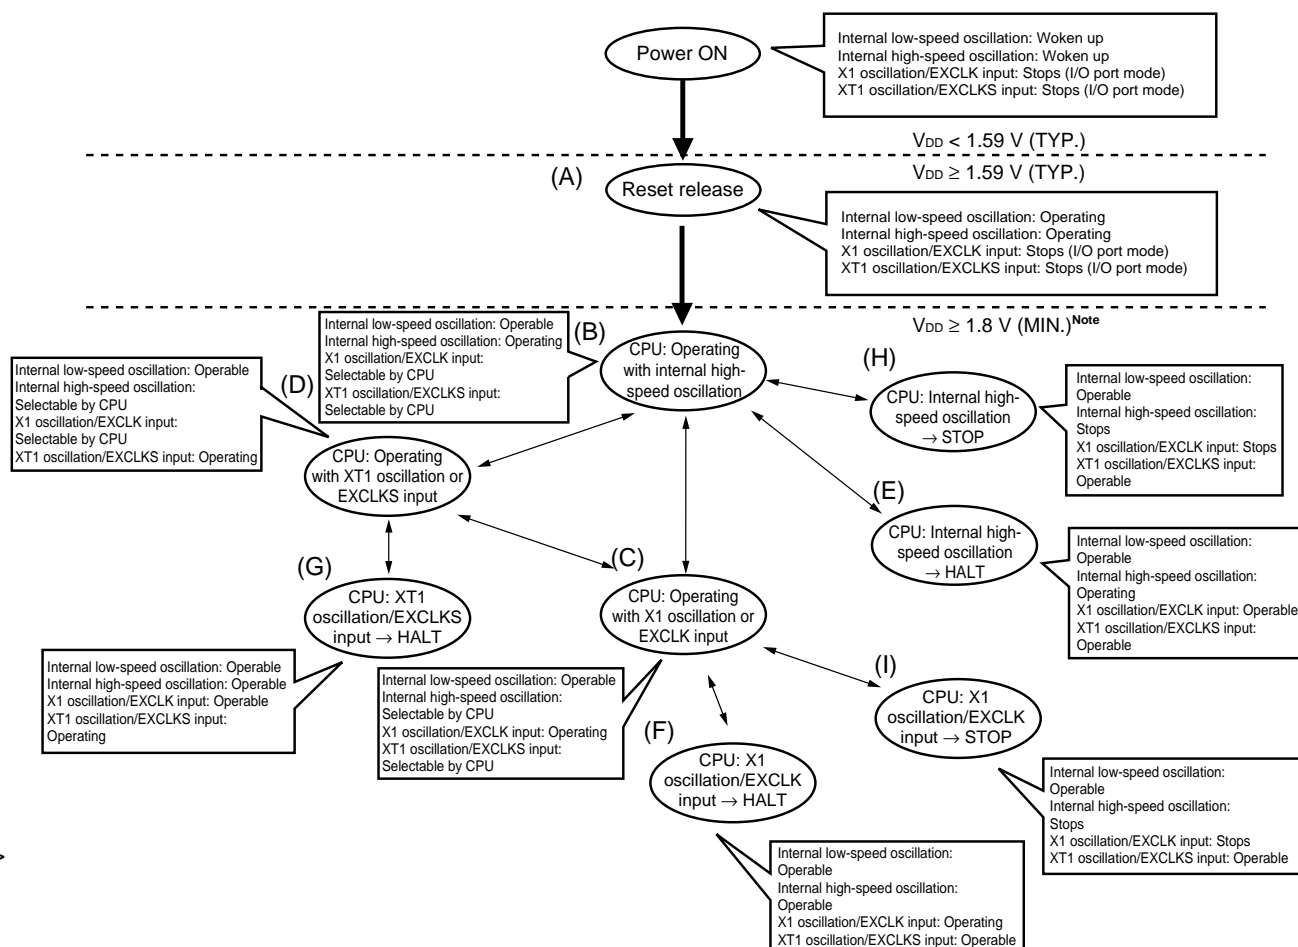 Power ON
Internal low-speed oscillation: Woken up
Internal high-speed oscillation: Woken up
X1 oscillation/EXCLK input: Stops (I/O port mode)
XT1 oscillation/EXCLKS input: Stops (I/O port mode)
VDD < 1.59 V (TYP.)
VDD ≥ 1.59 V (TYP.)
(A)
Reset release
Internal low-speed oscillation: Operating
Internal high-speed oscillation: Operating
X1 oscillation/EXCLK input: Stops (I/O port mode)
XT1 oscillation/EXCLKS input: Stops (I/O port mode)
VDD ≥ 1.8 V (MIN.)Note
(B)
Internal low-speed oscillation: Operable
Internal high-speed oscillation: Operating
X1 oscillation/EXCLK input:
Selectable by CPU
XT1 oscillation/EXCLKS input:
Selectable by CPU
CPU: Operating
with internal high-
speed oscillation
(D)
Internal low-speed oscillation: Operable
Internal high-speed oscillation:
Selectable by CPU
X1 oscillation/EXCLK input:
Selectable by CPU
XT1 oscillation/EXCLKS input: Operating
CPU: Operating
with XT1 oscillation or
EXCLKS input
(H)
CPU: Internal high-
speed oscillation
→ STOP
Internal low-speed oscillation:
Operable
Internal high-speed oscillation:
Stops
X1 oscillation/EXCLK input: Stops
XT1 oscillation/EXCLKS input:
Operable
(E)
CPU: Internal high-
speed oscillation
→ HALT
Internal low-speed oscillation:
Operable
Internal high-speed oscillation:
Operating
X1 oscillation/EXCLK input: Operable
XT1 oscillation/EXCLKS input:
Operable
(G)
CPU: XT1
oscillation/EXCLKS
input → HALT
Internal low-speed oscillation: Operable
Internal high-speed oscillation: Operable
X1 oscillation/EXCLK input: Operable
XT1 oscillation/EXCLKS input:
Operating
(C)
CPU: Operating
with X1 oscillation or
EXCLK input
Internal low-speed oscillation: Operable
Internal high-speed oscillation:
Selectable by CPU
X1 oscillation/EXCLK input: Operating
XT1 oscillation/EXCLKS input:
Selectable by CPU
(I)
CPU: X1
oscillation/EXCLK
input → STOP
Internal low-speed oscillation:
Operable
Internal high-speed oscillation:
Stops
X1 oscillation/EXCLK input: Stops
XT1 oscillation/EXCLKS input: Operable
(F)
CPU: X1
oscillation/EXCLK
input → HALT
Internal low-speed oscillation:
Operable
Internal high-speed oscillation:
Operable
X1 oscillation/EXCLK input: Operating
XT1 oscillation/EXCLKS input: Operable
>